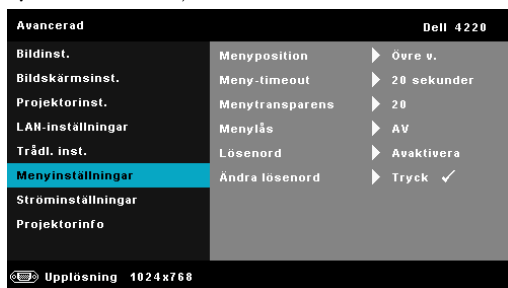 Avancerad Dell 4220
Bildinst. Menyposition Övre v.
Bildskärmsinst. Meny-timeout 20 sekunder
Projektorinst. Menytransparens 20
LAN-inställningar Menylås AV
Trådl. inst. Lösenord Avaktivera
Menyinställningar Ändra lösenord Tryck ✓
Ströminställningar
Projektorinfo
Upplösning 1024x768